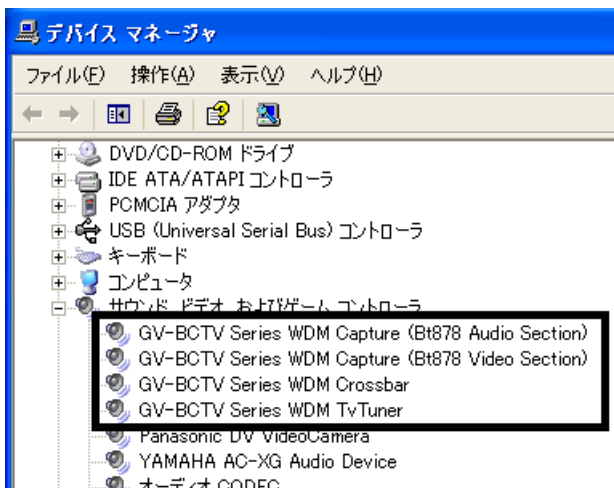 デバイス マネージャ
ファイル(F) 操作(A) 表示(V) ヘルプ(H)
DVD/CD-ROM ドライブ
IDE ATA/ATAPI コントローラ
PCMCIA アダプタ
USB (Universal Serial Bus) コントローラ
キーボード
コンピュータ
サウンド、ビデオ、およびゲーム コントローラ
GV-BCTV Series WDM Capture (Bt878 Audio Section)
GV-BCTV Series WDM Capture (Bt878 Video Section)
GV-BCTV Series WDM Crossbar
GV-BCTV Series WDM TvTuner
Panasonic DV VideoCamera
YAMAHA AC-XG Audio Device
オーディオ CODEC